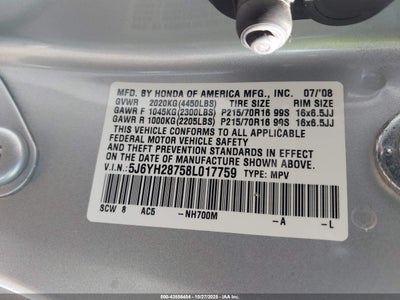 MFD. BY HONDA OF AMERICA MFG., INC. 07/'08
GVWR 2020KG(4450LBS) TIRE SIZE RIM SIZE
GAWR F 1045KG(2300LBS) P215/70R16 99S 16x6.5JJ
GAWR R 1000KG(2205LBS) P215/70R16 99S 16x6.5JJ
THIS VEHICLE CONFORMS TO ALL APPLICABLE
FEDERAL MOTOR VEHICLE SAFETY
AND THEFT PREVENTION STANDARDS IN EFFECT ON
THE DATE OF MANUFACTURE SHOWN ABOVE.
V.I.N.: 5J6YH28758L017759 TYPE: MPV
SCW 8 AC5 -NH700M -A -L
000-43556454 | 10/27/2025 - IAAI.COM